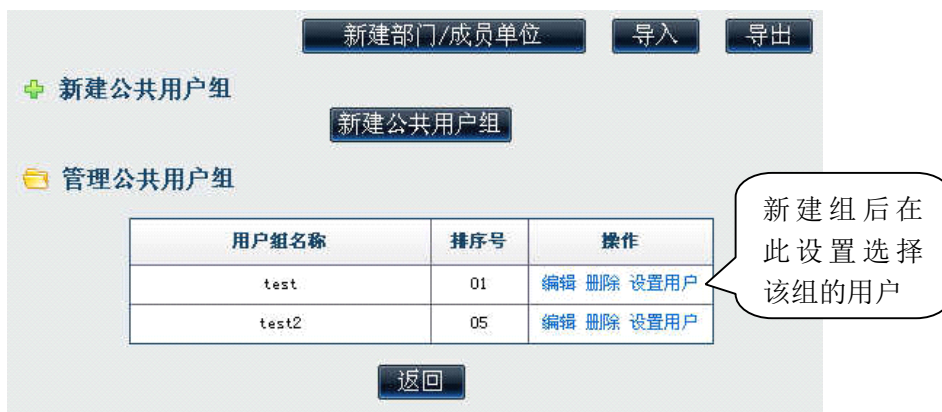 新建部门/成员单位 导入 导出
新建公共用户组
新建公共用户组
管理公共用户组
用户组名称 排序号 操作
test 01 编辑 删除 设置用户
test2 05 编辑 删除 设置用户
新建组后在
此设置选择
该组的用户
返回